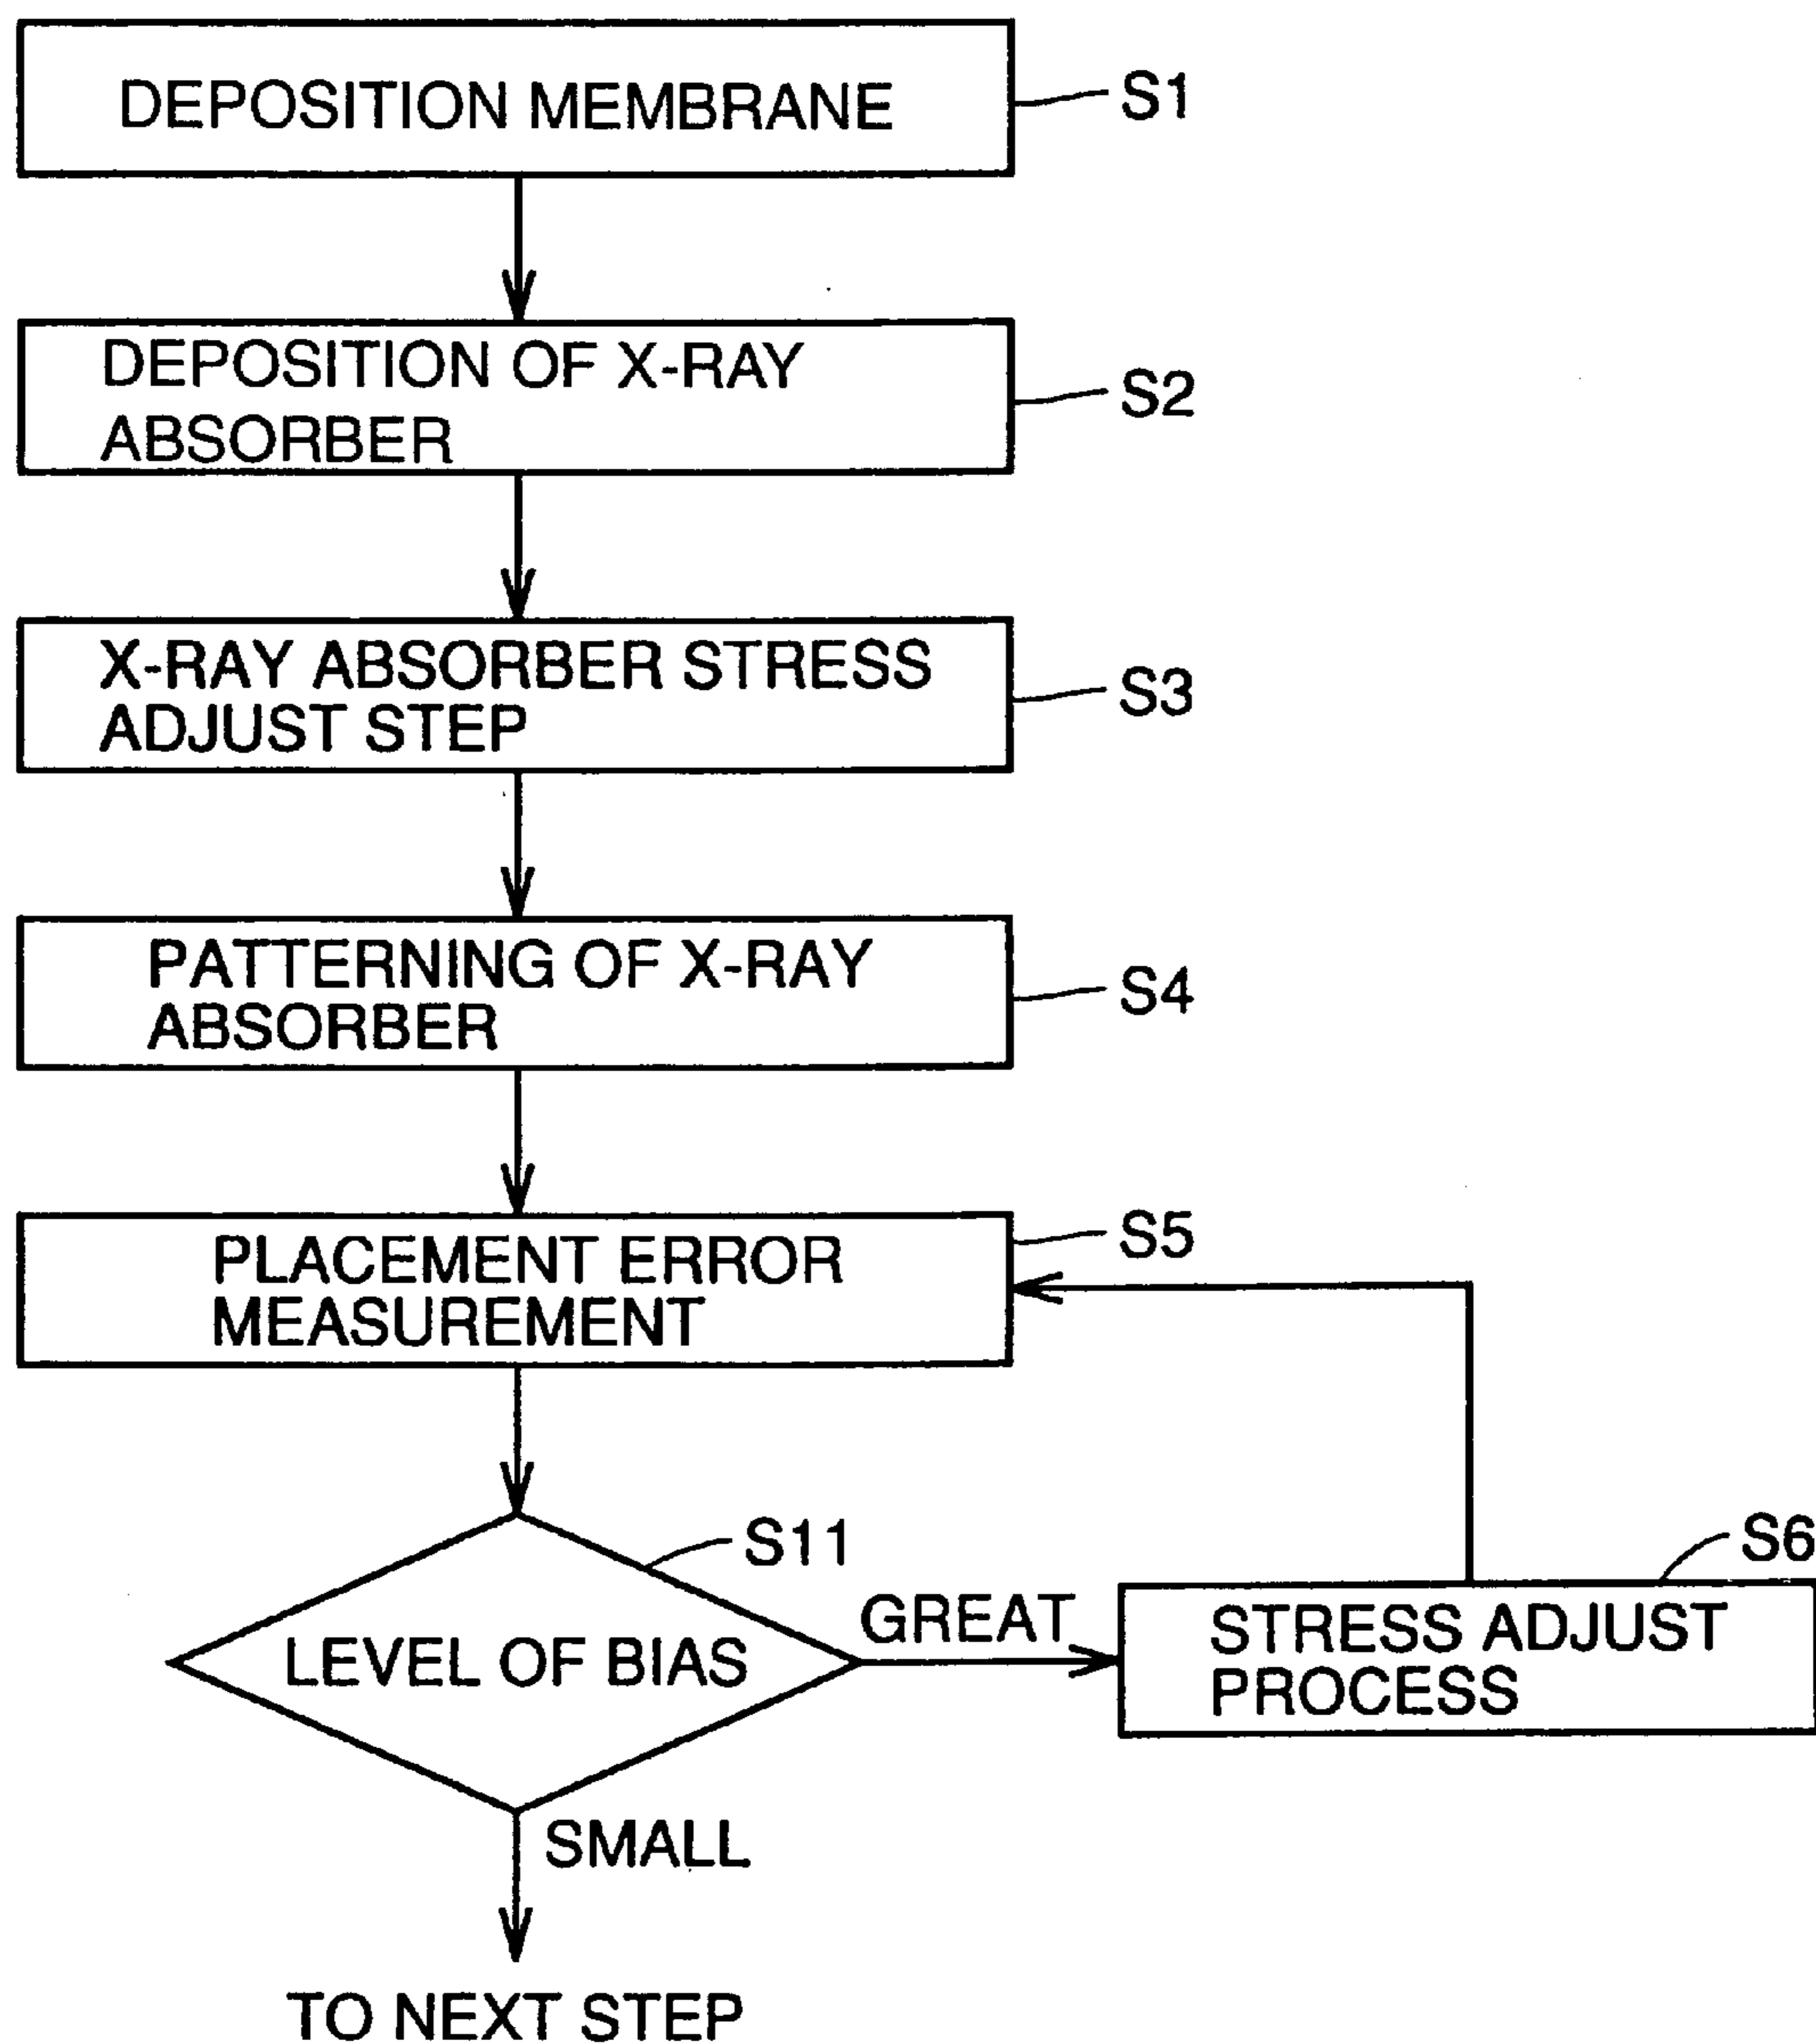 DEPOSITION MEMBRANE
S1
DEPOSITION OF X-RAY
ABSORBER
S2
X-RAY ABSORBER STRESS
ADJUST STEP
S3
PATTERNING OF X-RAY
ABSORBER
S4
PLACEMENT ERROR
MEASUREMENT
S5
S11
LEVEL OF BIAS
GREAT
S6
STRESS ADJUST
PROCESS
SMALL
TO NEXT STEP